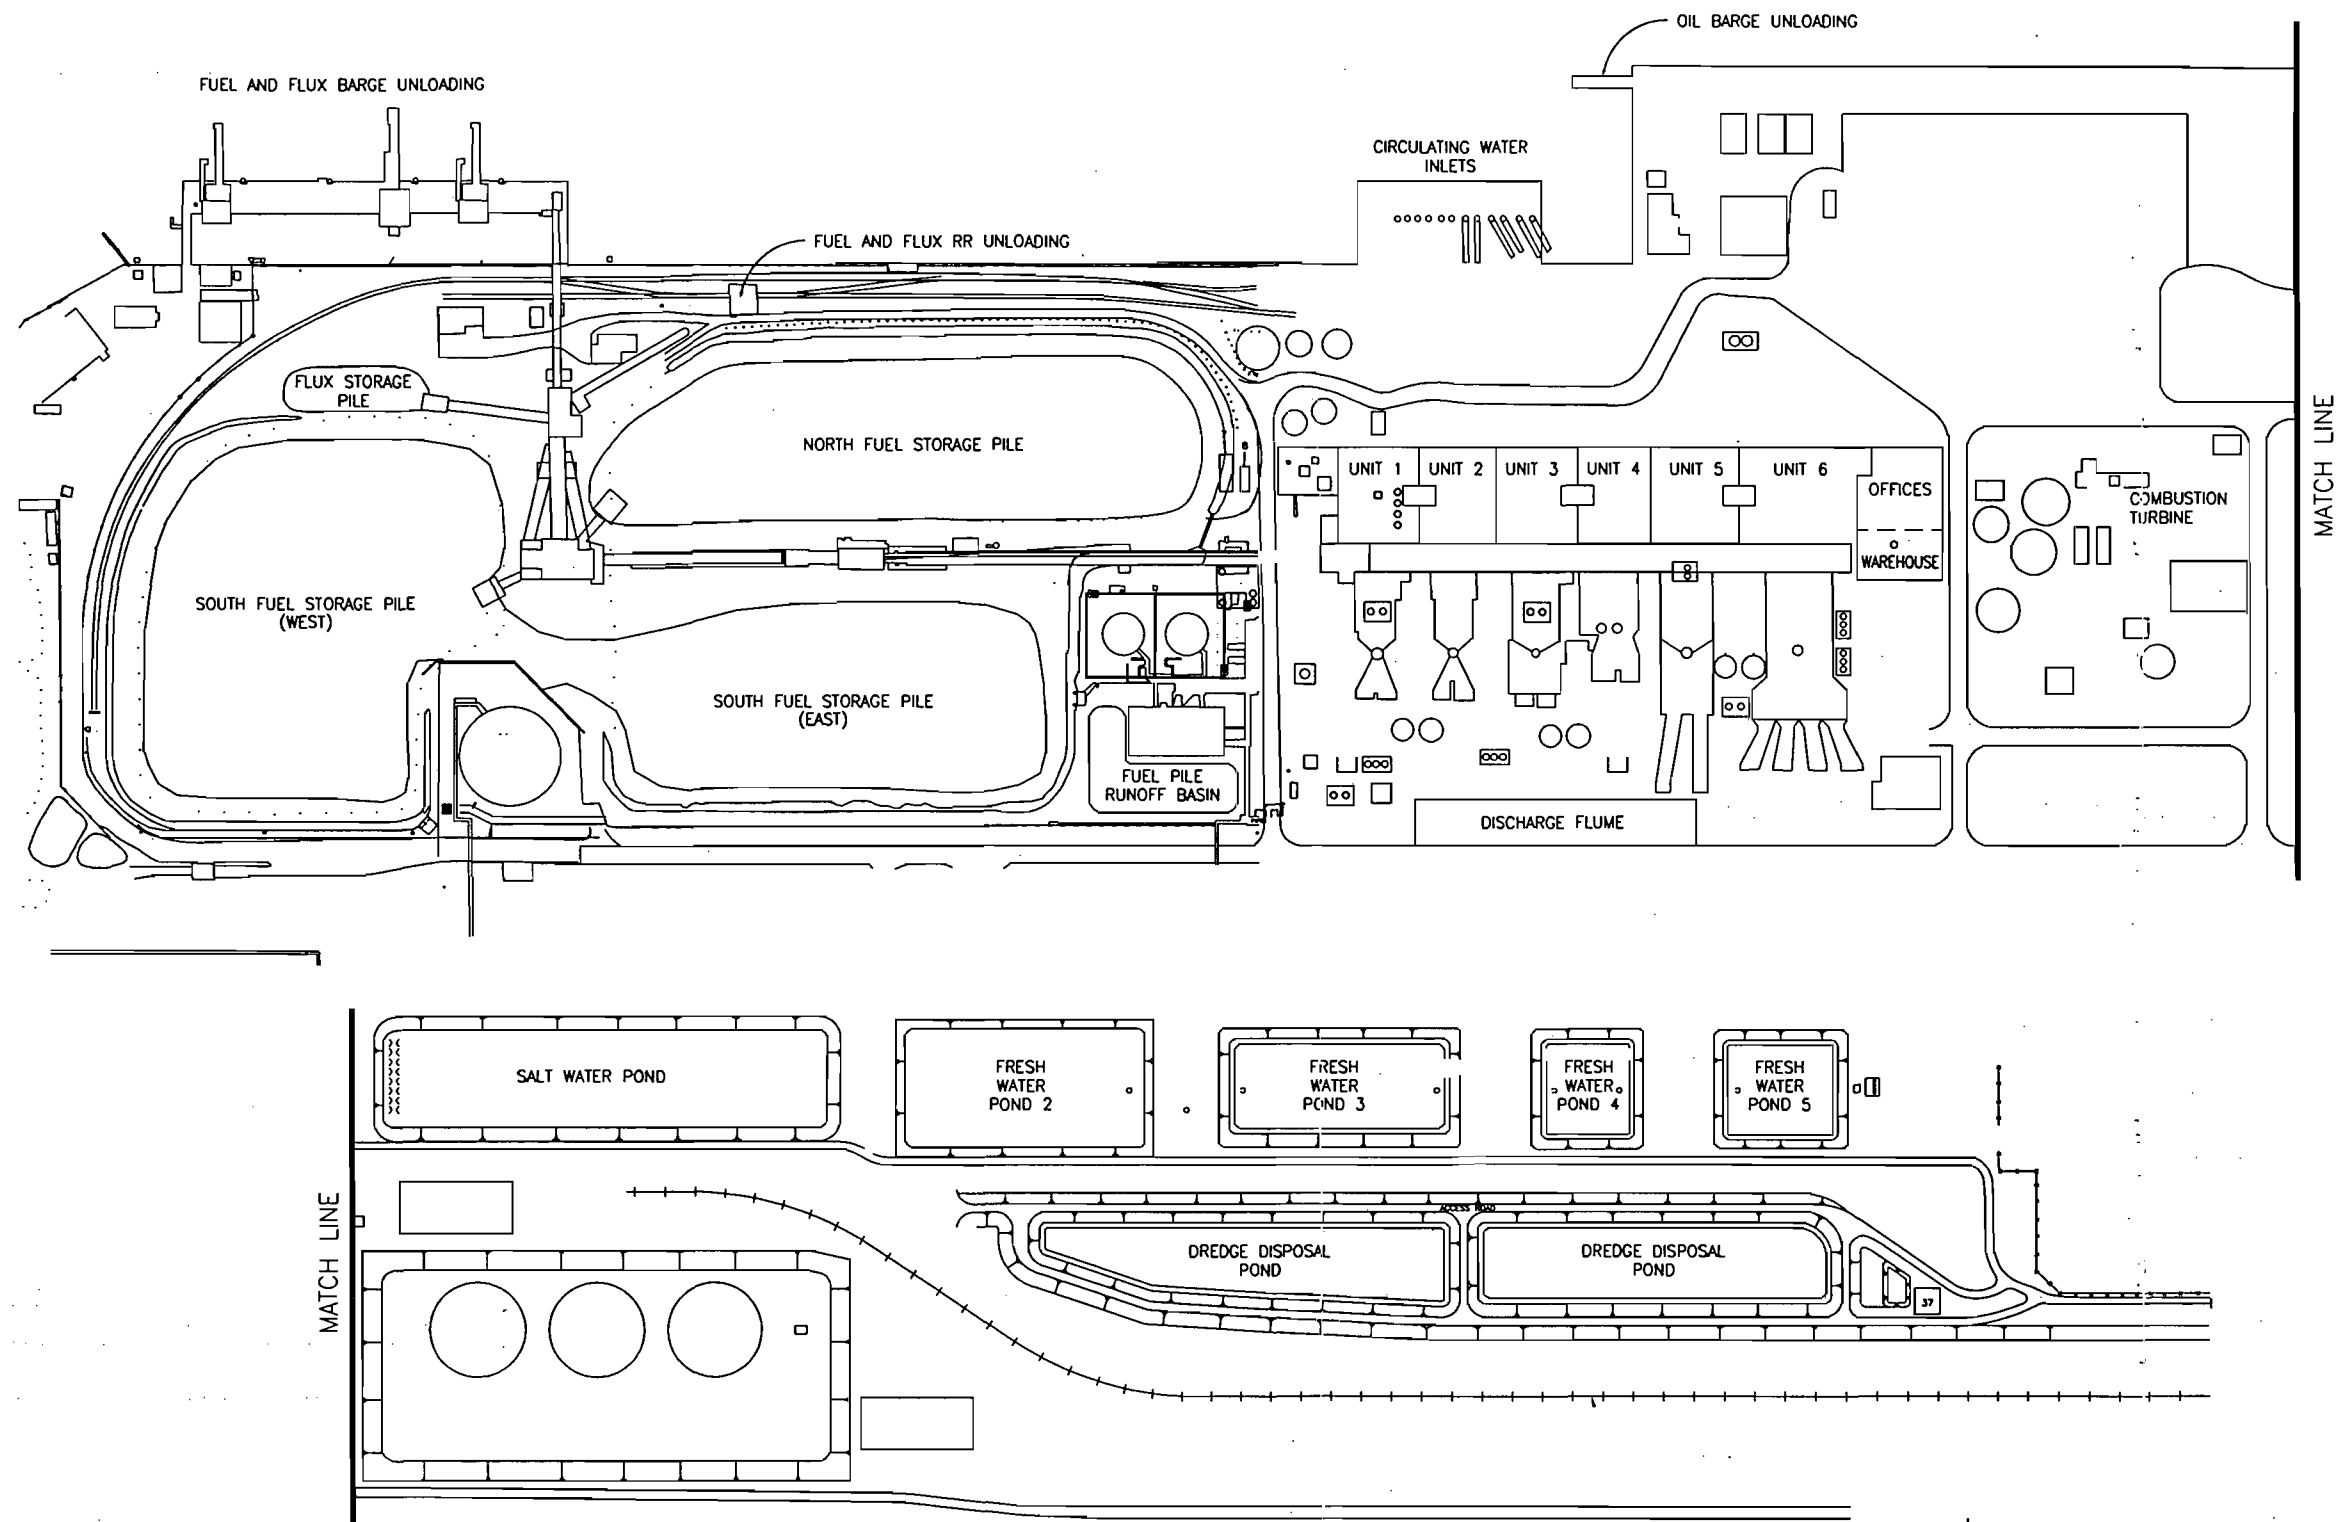 OIL BARGE UNLOADING
FUEL AND FLUX BARGE UNLOADING
CIRCULATING WATER
INLETS
FUEL AND FLUX RR UNLOADING
FLUX STORAGE
PILE
NORTH FUEL STORAGE PILE
UNIT 1
UNIT 2
UNIT 3
UNIT 4
UNIT 5
UNIT 6
OFFICES
WAREHOUSE
COMBUSTION
TURBINE
MATCH LINE
SOUTH FUEL STORAGE PILE
(WEST)
SOUTH FUEL STORAGE PILE
(EAST)
FUEL PILE
RUNOFF BASIN
DISCHARGE FLUME
SALT WATER POND
FRESH
WATER
POND 2
FRESH
WATER
POND 3
FRESH
WATER
POND 4
FRESH
WATER
POND 5
MATCH LINE
ACCESS ROAD
DREDGE DISPOSAL
POND
DREDGE DISPOSAL
POND
37